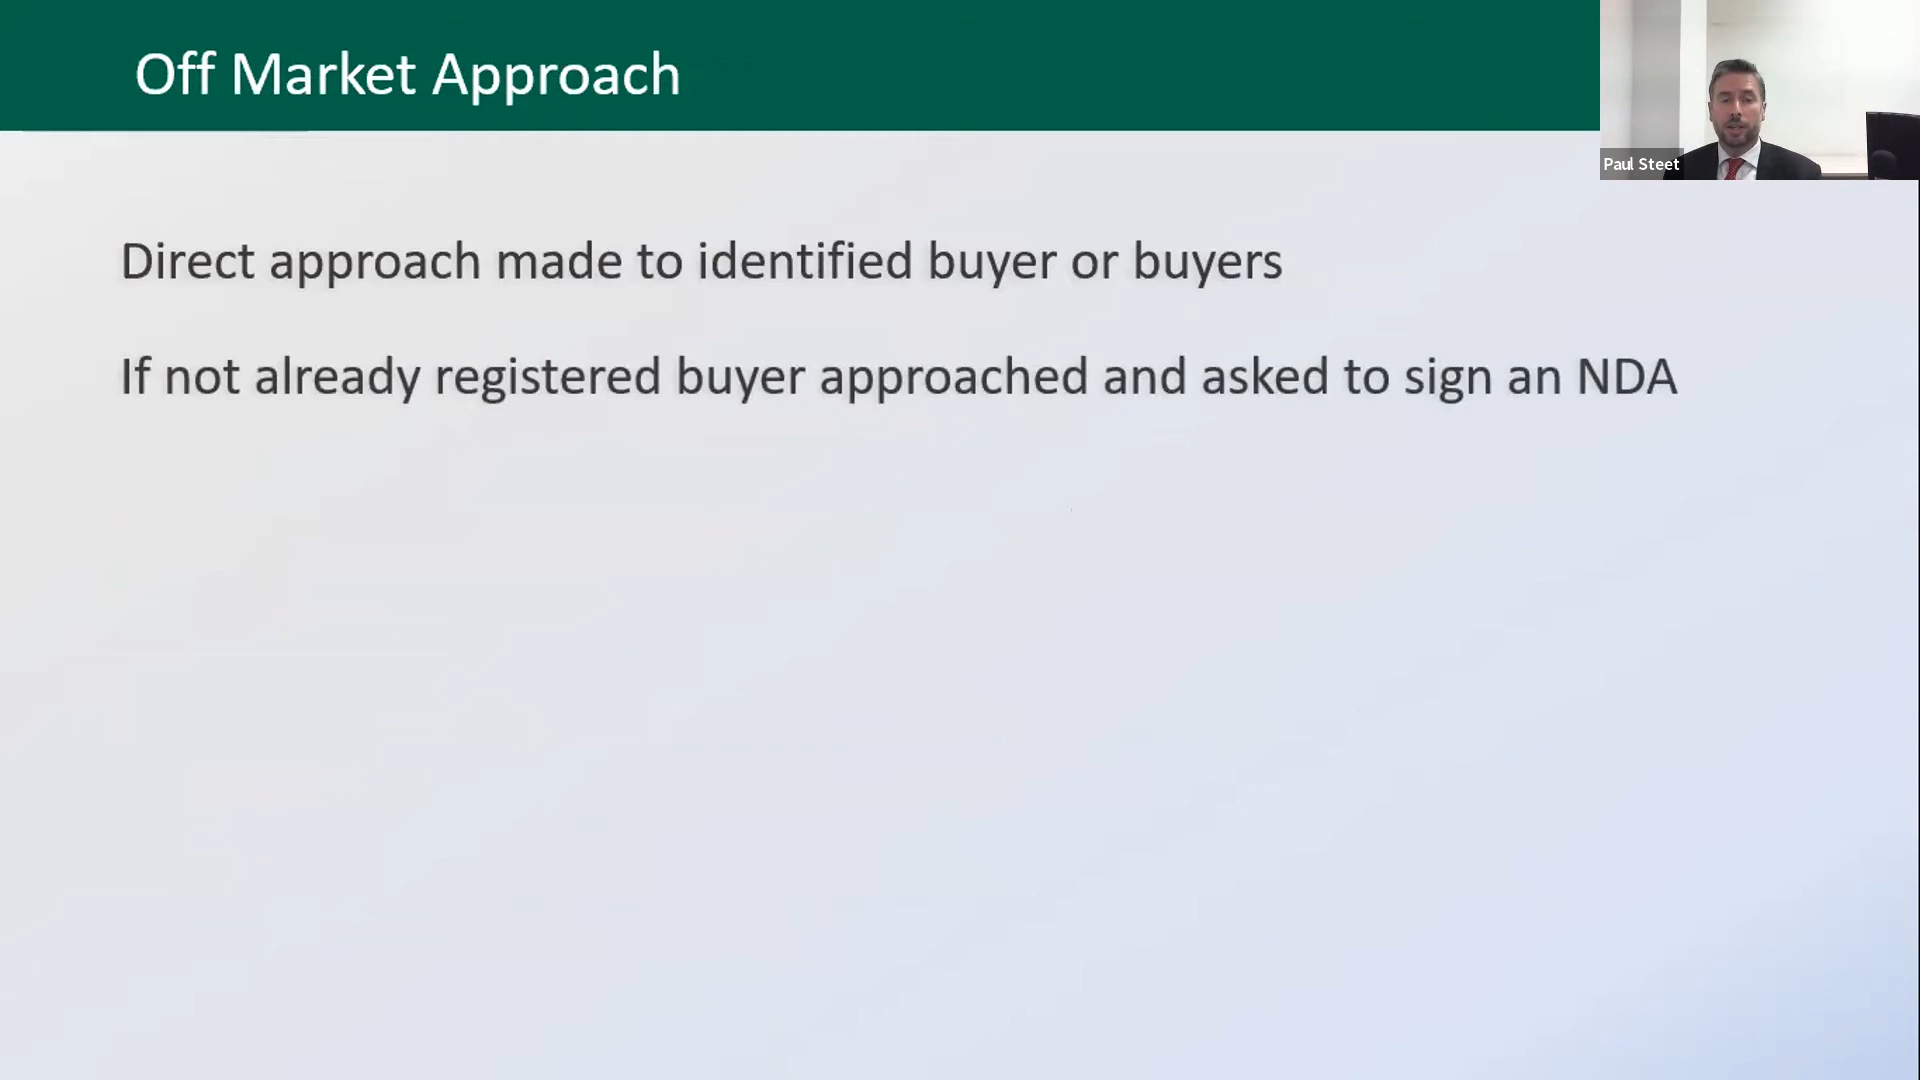 Off Market Approach
Paul Steet
Direct approach made to identified buyer or buyers
If not already registered buyer approached and asked to sign an NDA